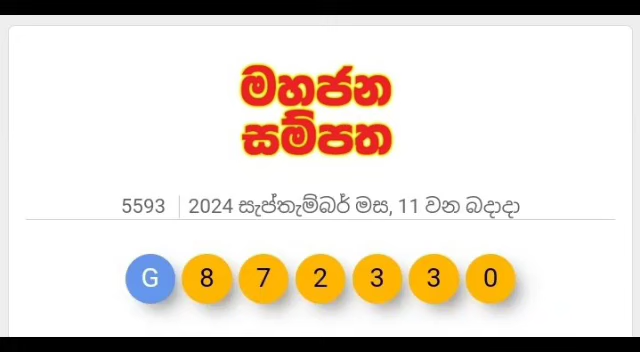 මහජන
සම්පත
5593 2024 සැප්තැම්බර් මස, 11 වන බදාදා
G 8 7 2 3 3 0